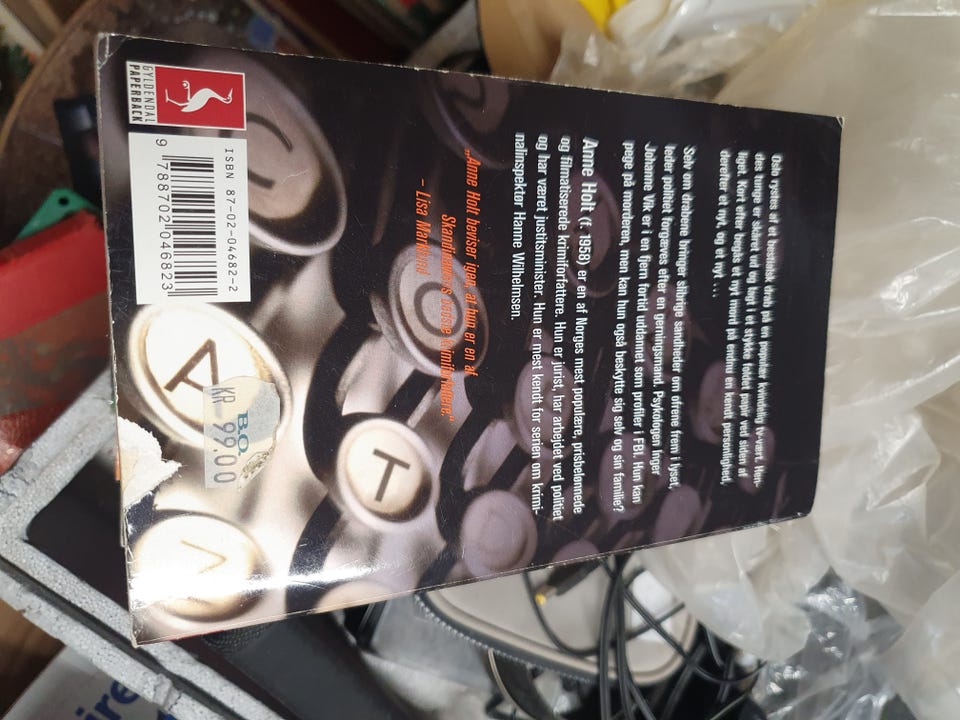 Oslo rystes af et bestialsk drab på en populær kvindelig tv-vært. Hen-
des tunge er skåret ud og lagt i et stykke foldet papir ved siden af
liget. Kort efter begås et nyt mord på endnu en kendt personlighed,
derefter et nyt, og et nyt ...
Selv om drabene bringer slibrige sandheder om ofrene frem i lyset,
leder politiet forgæves efter en gerningsmand. Psykologen Inger
Johanne Vik er i en fjern fortid uddannet som profiler i FBI. Hun kan
pege på morderen, men kan hun også beskytte sig selv og sin familie?
Anne Holt (f. 1958) er en af Norges mest populære, prisbelønnede
og filmatiserede krimiforfattere. Hun er jurist, har arbejdet ved politiet
og har været justitsminister. Hun er mest kendt for serien om krimi-
nalinspektør Hanne Wilhelmsen.
„Anne Holt beviser igen, at hun er en af
Skandinaviens bedste krimiforfattere.“
– Lisa Marklund
GYLDENDAL
PAPERBACK
ISBN 87-02-04682-2
9 788702 046823
B.O.
KR. 99.00
C
O
A
T
V
ire